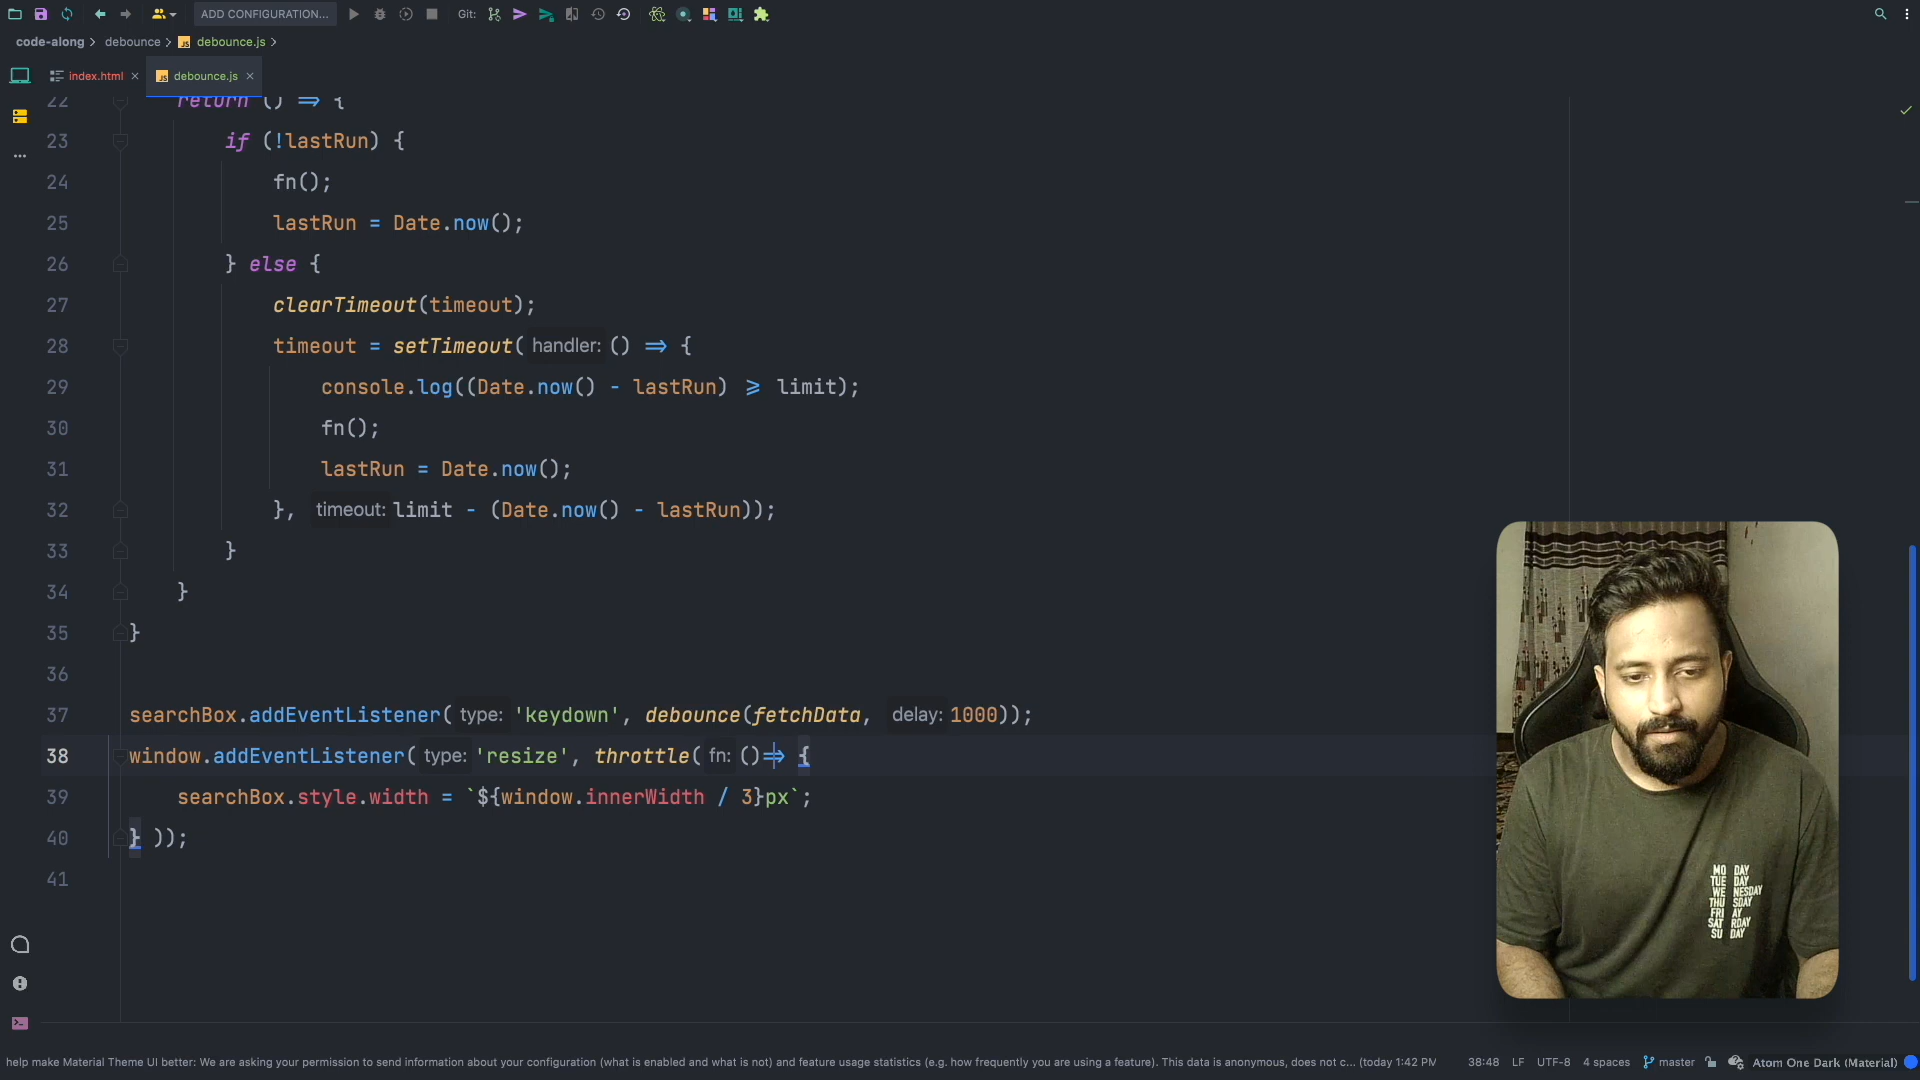 ADD CONFIGURATION...
Git:
code-along
debounce
debounce.js
index.html
debounce.js
22 return () => {
23 if (!lastRun) {
24 fn();
25 lastRun = Date.now();
26 } else {
27 clearTimeout(timeout);
28 timeout = setTimeout( handler: () => {
29 console.log((Date.now() - lastRun) >= limit);
30 fn();
31 lastRun = Date.now();
32 }, timeout: limit - (Date.now() - lastRun));
33 }
34 }
35 }
36
37 searchBox.addEventListener( type: 'keydown', debounce(fetchData, delay: 1000));
38 window.addEventListener( type: 'resize', throttle( fn: ()=> {
39 searchBox.style.width = `${window.innerWidth / 3}px`;
40 } ));
41
MO DAY
TUE DAY
WE NESDAY
THU SDAY
FRI AY
SAT RDAY
SU DAY
help make Material Theme UI better: We are asking your permission to send information about your configuration (what is enabled and what is not) and feature usage statistics (e.g. how frequently you are using a feature). This data is anonymous, does not c... (today 1:42 PM
38:48 LF UTF-8 4 spaces master Atom One Dark (Material)